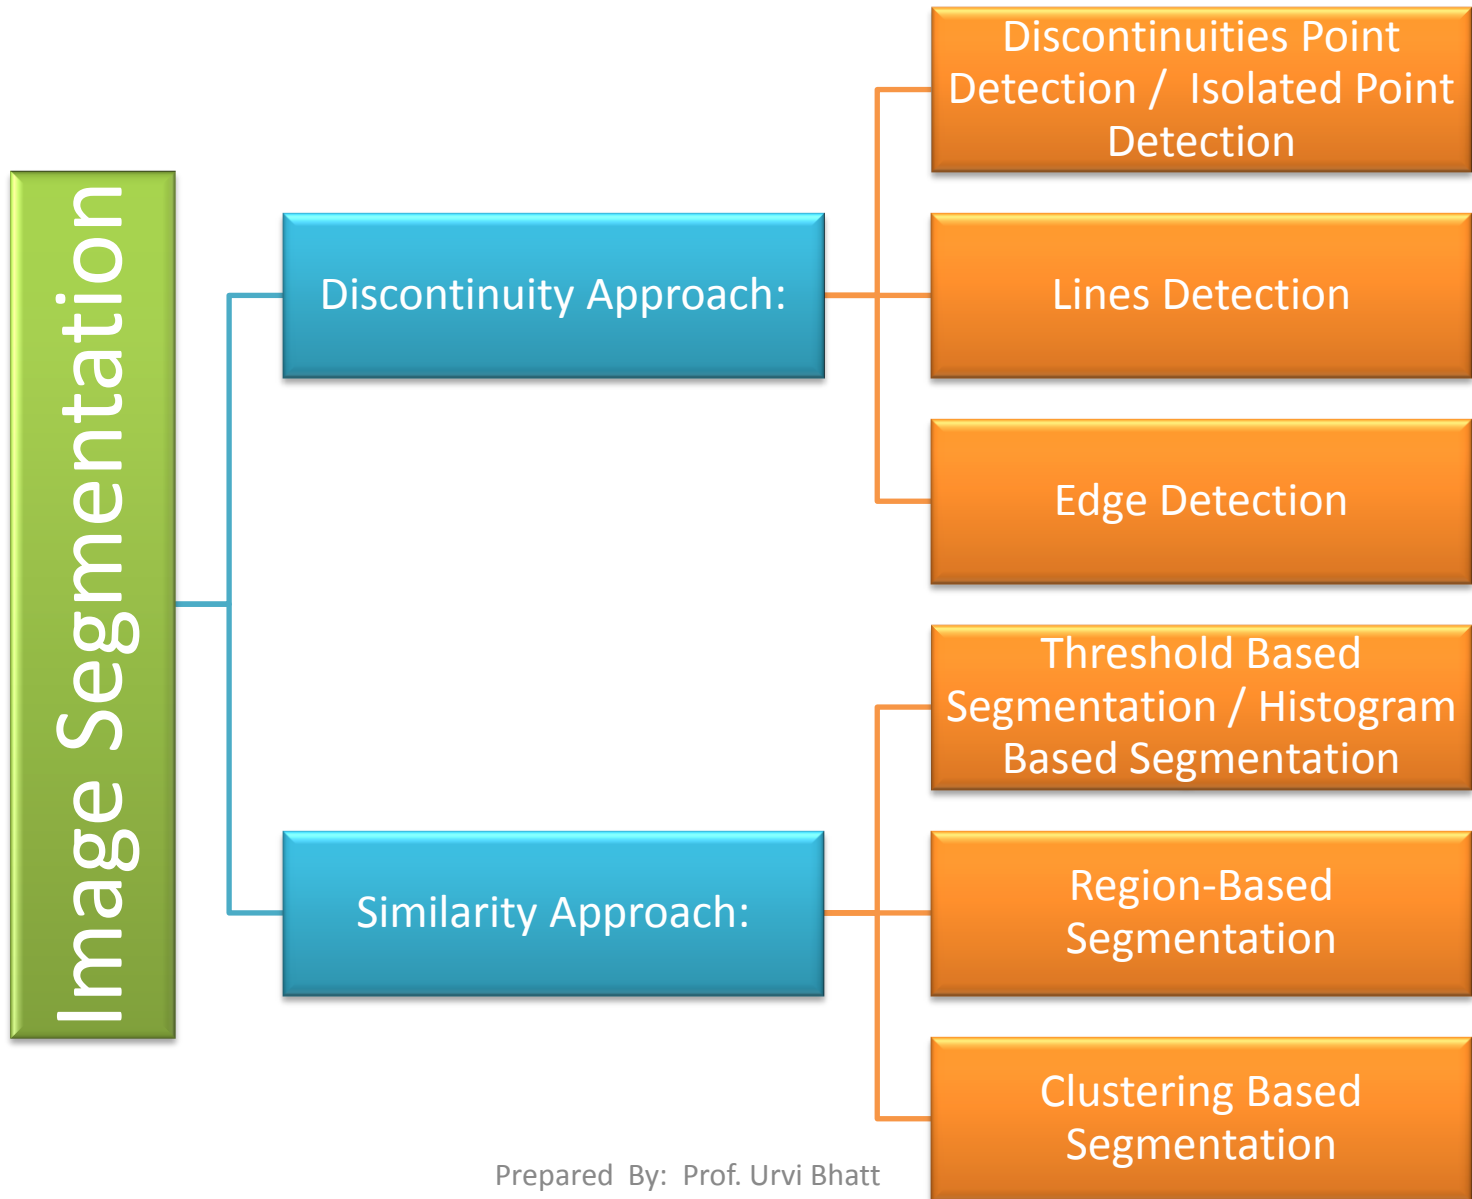 Image Segmentation
Discontinuity Approach:
Discontinuities Point
Detection /  Isolated Point
Detection
Lines Detection
Edge Detection
Similarity Approach:
Threshold Based
Segmentation / Histogram
Based Segmentation
Region-Based
Segmentation
Clustering Based
Segmentation
Prepared  By:  Prof. Urvi Bhatt